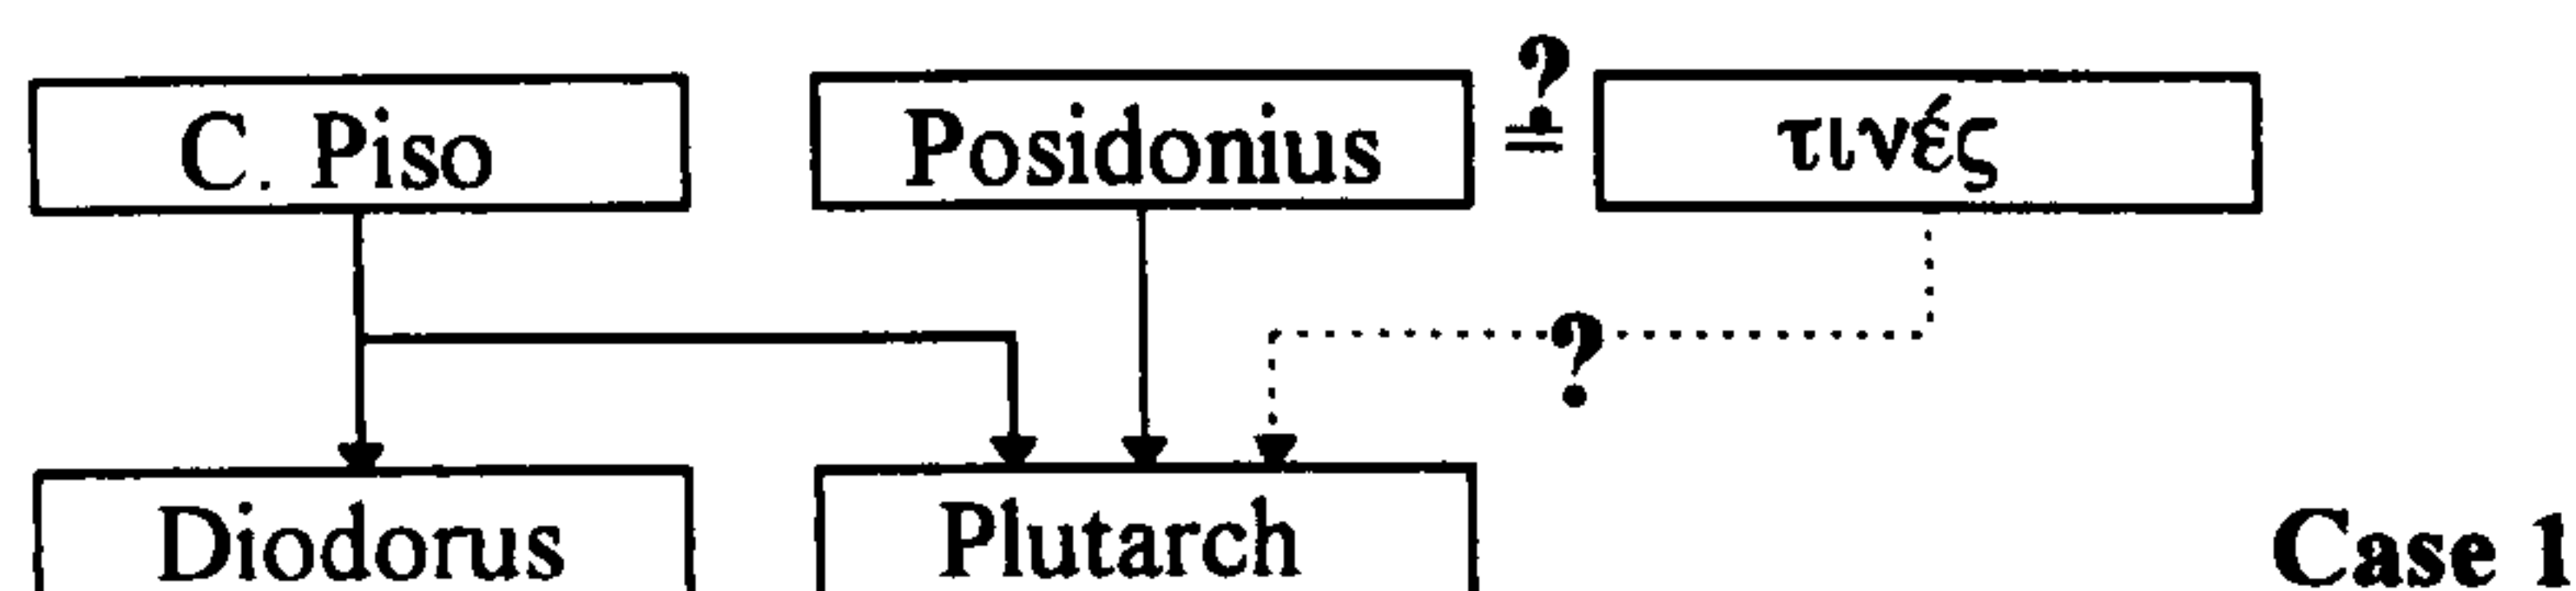 C. Piso Posidonius ?= τινές
?
Diodorus Plutarch Case 1